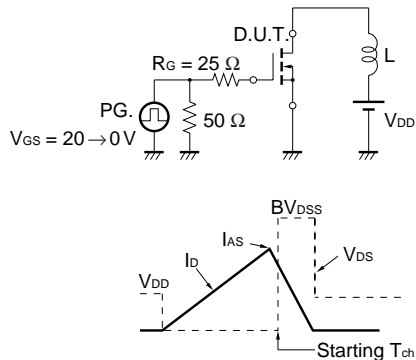 D.U.T.
RG = 25 Ω
L
PG.
50 Ω
VDD
VGS = 20 → 0 V
BVDSS
IAS
ID
VDS
VDD
Starting Tch